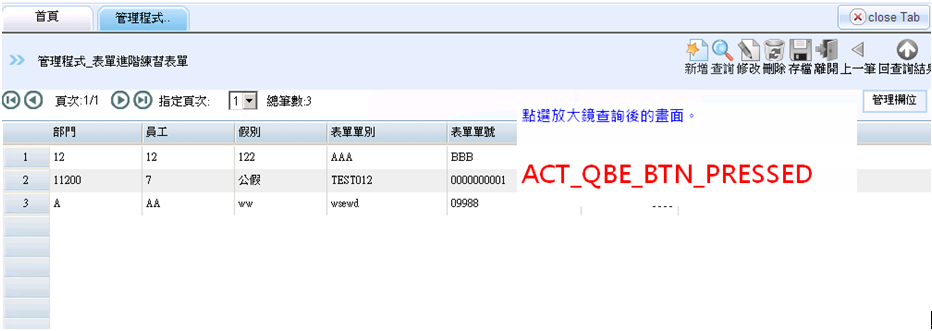 首頁
管理程式..
close Tab
管理程式_表單進階練習表單
新增 查詢 修改 刪除 存檔 離開 上一筆 回查詢結果
頁次:1/1 指定頁次: 1 總筆數:3
管理欄位
部門 員工 假別 表單單別 表單單號
1 12 12 122 AAA BBB
2 11200 7 公假 TEST012 0000000001
3 A AA ww wsewd 09988
點選放大鏡查詢後的畫面。
ACT_QBE_BTN_PRESSED